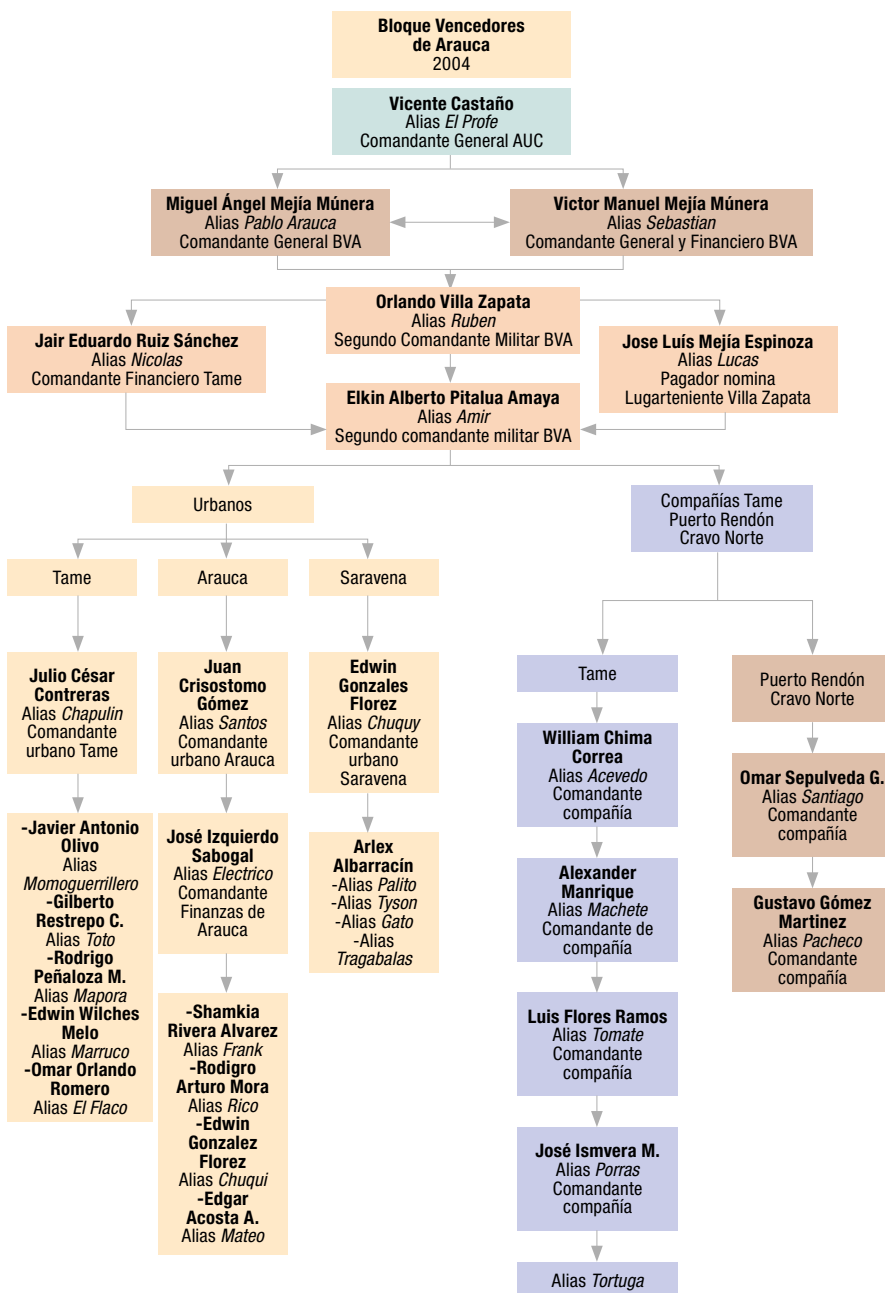 Bloque Vencedores
de Arauca
2004
Vicente Castaño
Alias El Profe
Comandante General AUC
Miguel Ángel Mejía Múnera
Alias Pablo Arauca
Comandante General BVA
Victor Manuel Mejía Múnera
Alias Sebastian
Comandante General y Financiero BVA
Orlando Villa Zapata
Alias Ruben
Segundo Comandante Militar BVA
Jair Eduardo Ruiz Sánchez
Alias Nicolas
Comandante Financiero Tame
Jose Luís Mejía Espinoza
Alias Lucas
Pagador nomina
Lugarteniente Villa Zapata
Elkin Alberto Pitalua Amaya
Alias Amir
Segundo comandante militar BVA
Urbanos
Tame
Julio César
Contreras
Alias Chapulin
Comandante
urbano Tame
-Javier Antonio
Olivo
Alias
Momoguerrillero
-Gilberto
Restrepo C.
Alias Toto
-Rodrigo
Peñaloza M.
Alias Mapora
-Edwin Wilches
Melo
Alias Marruco
-Omar Orlando
Romero
Alias El Flaco
Arauca
Juan
Crisostomo
Gómez
Alias Santos
Comandante
urbano Arauca
José Izquierdo
Sabogal
Alias Electrico
Comandante
Finanzas de
Arauca
-Shamkia
Rivera Alvarez
Alias Frank
-Rodigro
Arturo Mora
Alias Rico
-Edwin
Gonzalez
Florez
Alias Chuqui
-Edgar
Acosta A.
Alias Mateo
Saravena
Edwin
Gonzales
Florez
Alias Chuquy
Comandante
urbano
Saravena
Arlex
Albarracín
-Alias Palito
-Alias Tyson
-Alias Gato
-Alias
Tragabalas
Compañías Tame
Puerto Rendón
Cravo Norte
Tame
William Chima
Correa
Alias Acevedo
Comandante
compañía
Alexander
Manrique
Alias Machete
Comandante de
compañía
Luis Flores Ramos
Alias Tomate
Comandante
compañía
José Ismvera M.
Alias Porras
Comandante
compañía
Alias Tortuga
Puerto Rendón
Cravo Norte
Omar Sepulveda G.
Alias Santiago
Comandante
compañía
Gustavo Gómez
Martinez
Alias Pacheco
Comandante
compañía